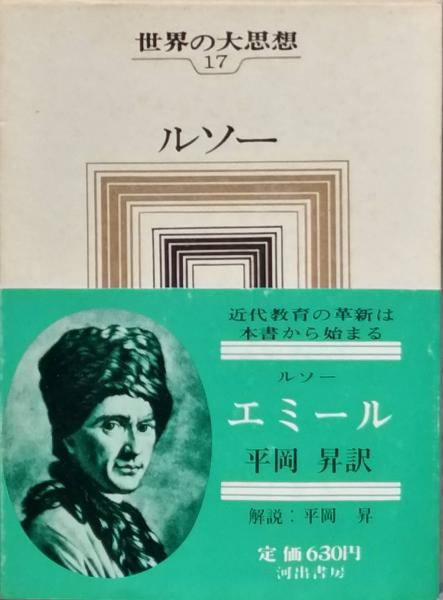 世界の大思想
17
ルソー
近代教育の革新は
本書から始まる
ルソー
エミール
平岡 昇訳
解説：平岡 昇
定価630円
河出書房